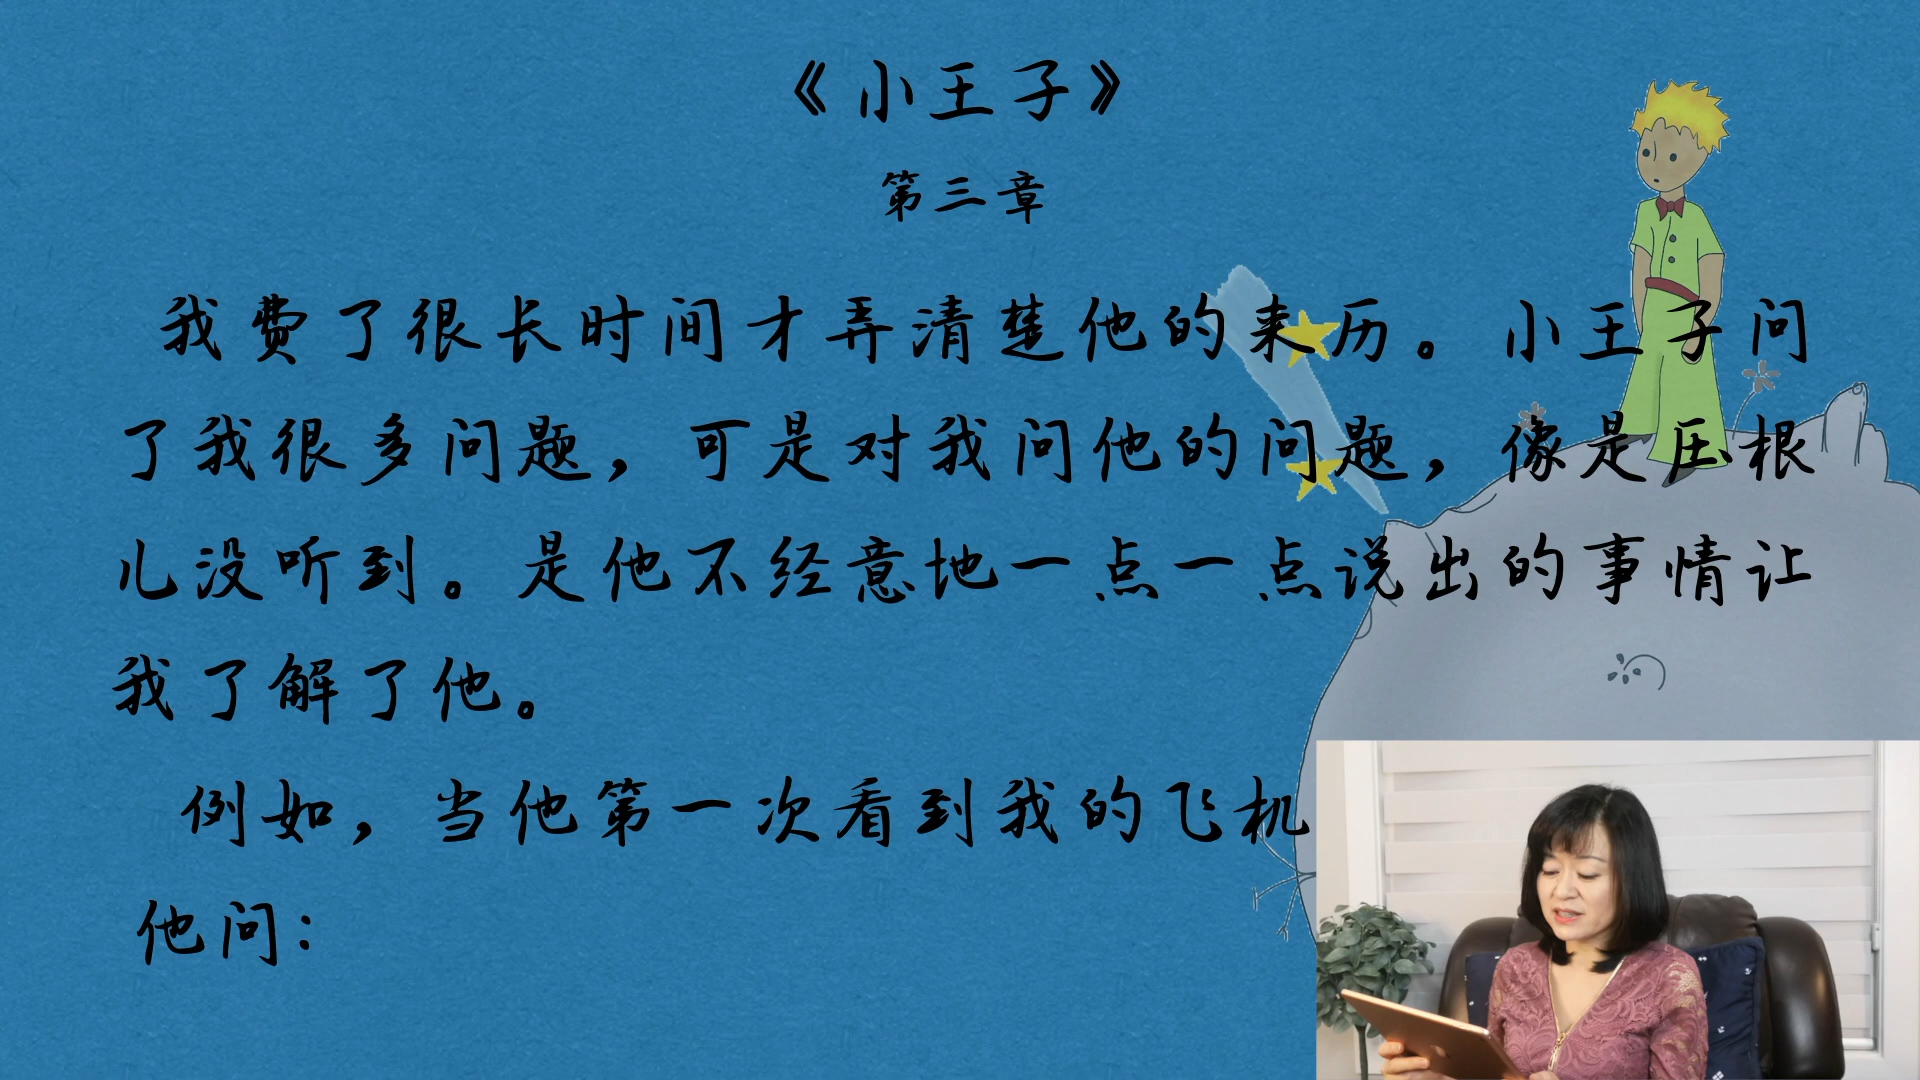 《小王子》
第三章
我费了很长时间才弄清楚他的来历。小王子问
了我很多问题，可是对我问他的问题，像是压根
儿没听到。是他不经意地一点一点说出的事情让
我了解了他。
例如，当他第一次看到我的飞机
他问：